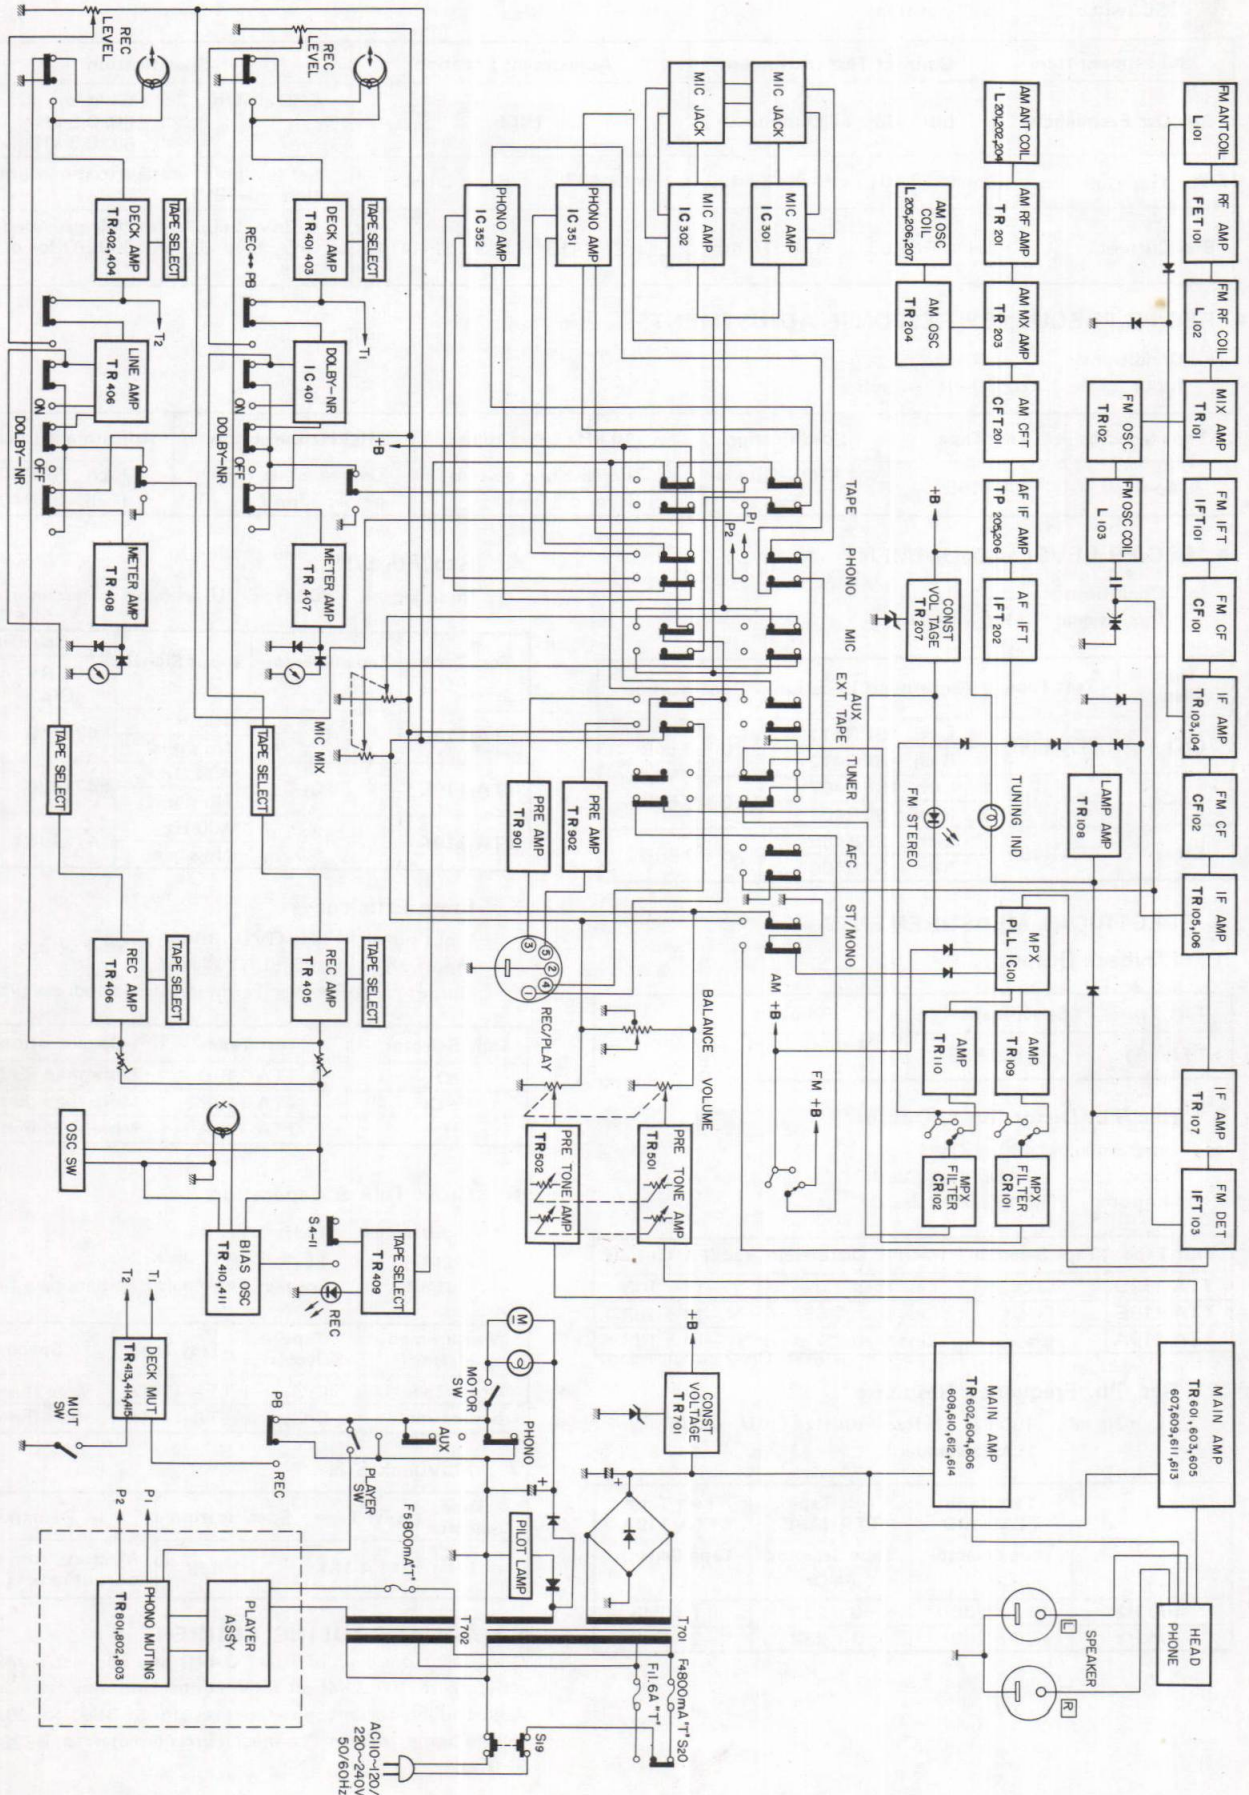 FM ANT COIL
L101
RF AMP
FET101
FM RF COIL
L102
MIX AMP
TR101
FM IFT
IFT101
FM CF
CF101
IF AMP
TR103,104
FM CF
CF102
IF AMP
TR105,106
IF AMP
TR107
FM DET
IFT103
MAIN AMP
TR601,603,605
607,609,611,613
HEAD
PHONE
FM OSC
TR102
FM OSC COIL
L103
LAMP AMP
TR108
AM ANT COIL
L201,202,204
AM RF AMP
TR201
AM MIX AMP
TR203
AM CFT
CFT201
AF IF AMP
TP205,206
AF IFT
IFT202
TUNING IND
MPX
PLL IC101
AMP
TR109
MPX
FILTER
CR101
AMP
TR110
MPX
FILTER
CR102
AM OSC
COIL
L205,206,207
AM OSC
TR204
+B
CONST
VOLTAGE
TR207
FM STEREO
MIC JACK
MIC AMP
IC301
MIC JACK
MIC AMP
IC302
TAPE
PHONO
MIC
AUX
EXT TAPE
TUNER
AFC
ST/MONO
P1
P2
AM +B
FM +B
BALANCE
VOLUME
PRE TONE AMP
TR501
PRE TONE AMP
TR502
MAIN AMP
TR602,604,606
608,610,612,614
SPEAKER
L
R
PHONO AMP
IC351
PHONO AMP
IC352
PRE AMP
TR902
PRE AMP
TR901
3
5
2
4
1
REC/PLAY
+B
CONST
VOLTAGE
TR701
+
T701
F4800mA"T"
S20
F11.6A"T"
MIC MIX
M
MOTOR
SW
PHONO
AUX
PLAYER
SW
+
PILOT LAMP
T702
F5800mA"T"
S19
AC110~120/
220~240V
50/60Hz
REC
LEVEL
TAPE SELECT
DECK AMP
TR401,403
REC↔PB
T1
DOLBY-NR
IC401
ON
OFF
DOLBY-NR
+B
METER AMP
TR407
TAPE SELECT
TAPE SELECT
REC AMP
TR405
TAPE SELECT
TR409
S4-11
REC
BIAS OSC
TR410,411
X
OSC SW
REC
LEVEL
TAPE SELECT
DECK AMP
TR402,404
T2
LINE AMP
TR406
ON
OFF
DOLBY-NR
METER AMP
TR408
TAPE SELECT
TAPE SELECT
REC AMP
TR406
T1
T2
DECK MUT
TR413,414,415
MUT
SW
PB
REC
P1
P2
PHONO MUTING
TR801,802,803
PLAYER
ASSY